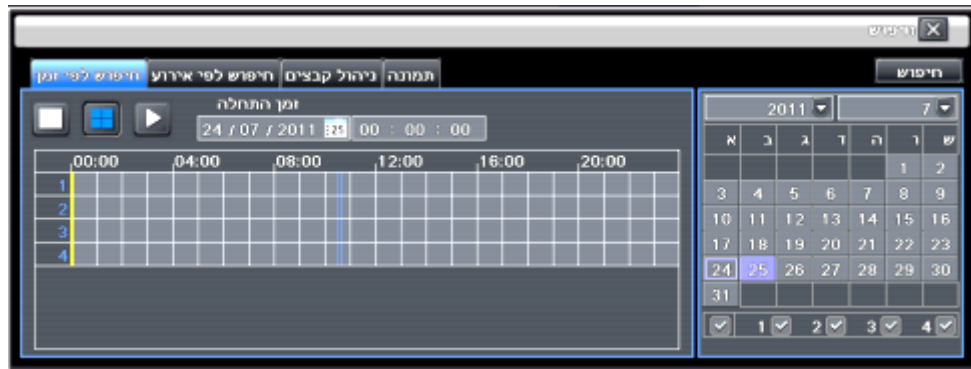 חיפוש
חיפוש לפי זמן חיפוש לפי אירוע ניהול קבצים תמונה
חיפוש
זמן התחלה
24 / 07 / 2011 25 00 : 00 : 00
00:00 04:00 08:00 12:00 16:00 20:00
1
2
3
4
2011 7
א ב ג ד ה ו ש
1 2
3 4 5 6 7 8 9
10 11 12 13 14 15 16
17 18 19 20 21 22 23
24 25 26 27 28 29 30
31
1 2 3 4